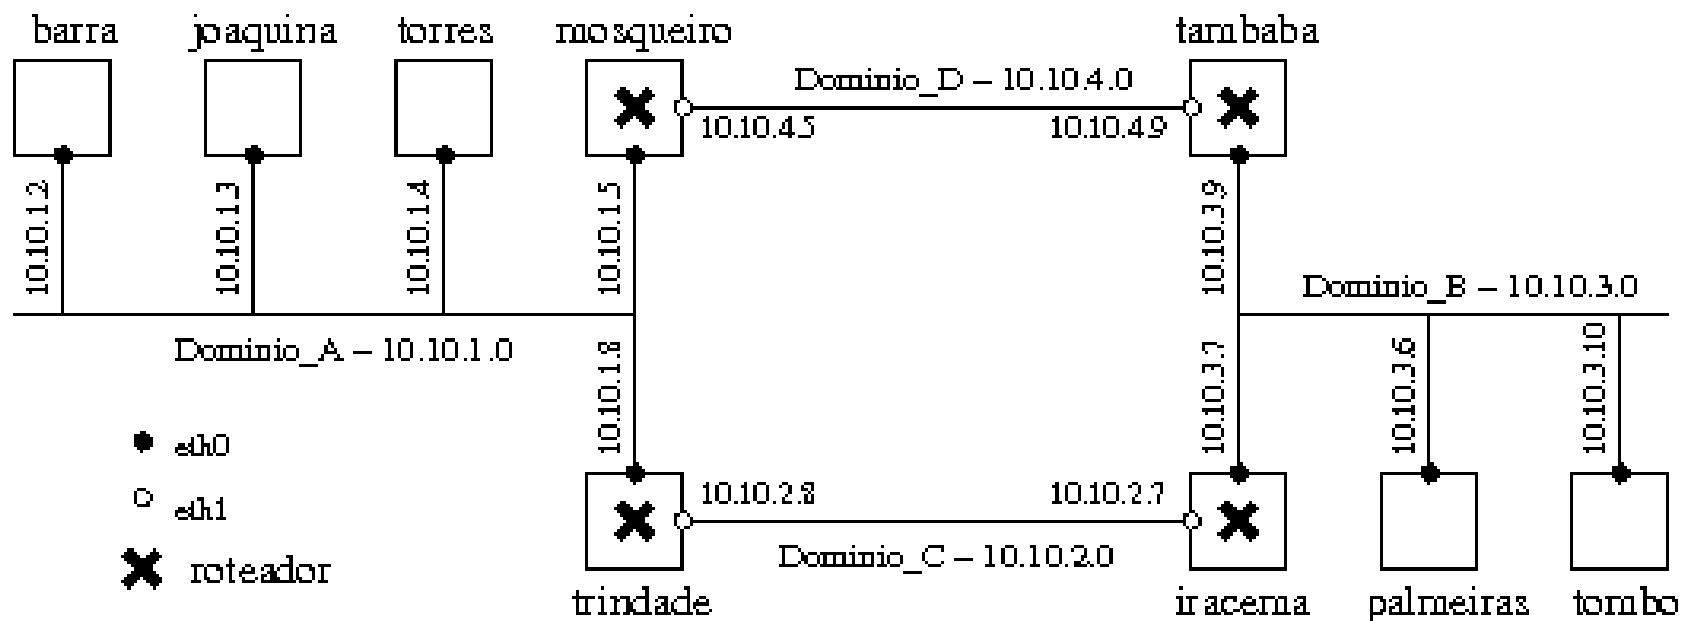 barra
joaquina
torres
mosqueiro
tambaba
Dominio_D – 10.10.4.0
10.10.4.5
10.10.4.9
10.10.1.2
10.10.1.3
10.10.1.4
10.10.1.5
10.10.3.9
Dominio_B – 10.10.3.0
Dominio_A – 10.10.1.0
10.10.1.8
10.10.3.7
10.10.3.6
10.10.3.10
eth0
eth1
roteador
10.10.2.8
10.10.2.7
Dominio_C – 10.10.2.0
trindade
iracema
palmeiras
tombo